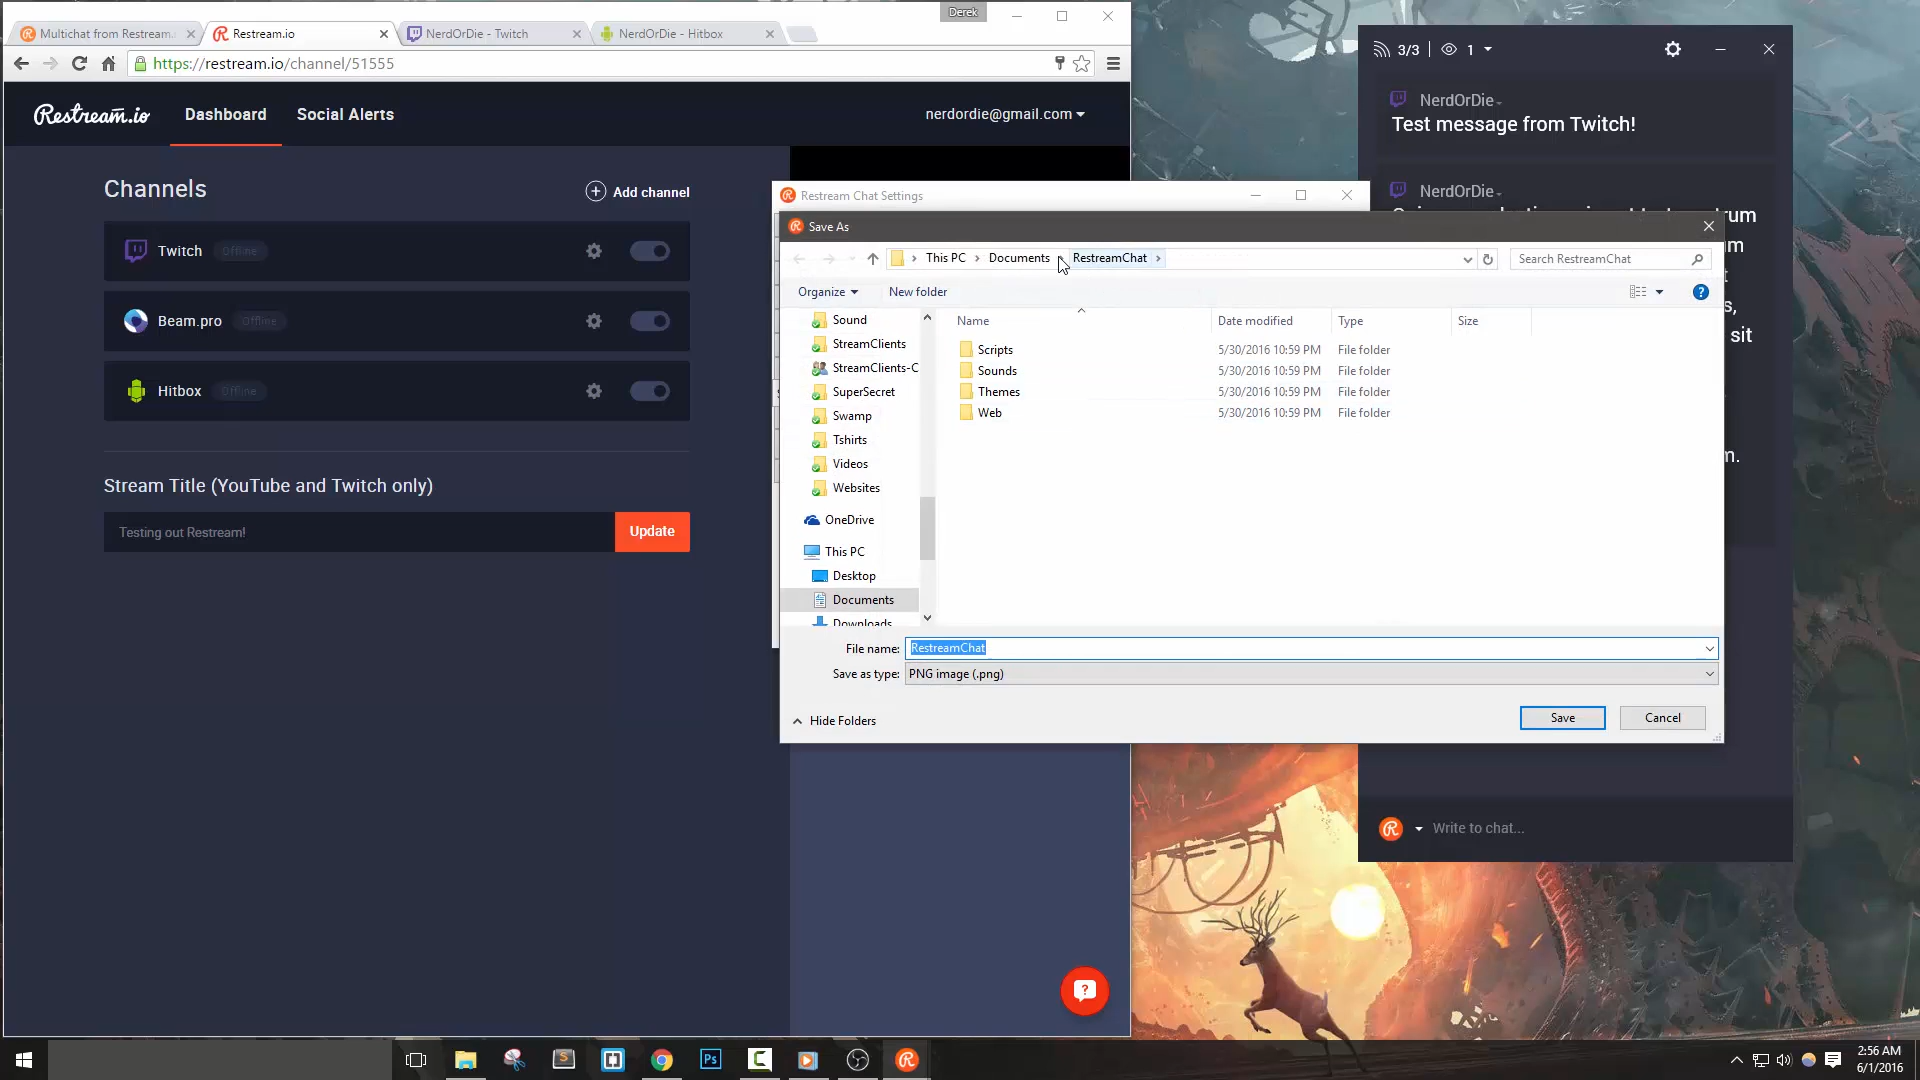 Derek
Multichat from Restream.
Restream.io
NerdOrDie - Twitch
NerdOrDie - Hitbox
https://restream.io/channel/51555
Restream.io
Dashboard
Social Alerts
nerdordie@gmail.com
Channels
Add channel
Twitch
Offline
Beam.pro
Offline
Hitbox
Offline
Stream Title (YouTube and Twitch only)
Testing out Restream!
Update
3/3
1
NerdOrDie
Test message from Twitch!
NerdOrDie
Restream Chat Settings
Save As
This PC
Documents
RestreamChat
Search RestreamChat
Organize
New folder
Sound
StreamClients
StreamClients-C
SuperSecret
Swamp
Tshirts
Videos
Websites
OneDrive
This PC
Desktop
Documents
Downloads
Name
Date modified
Type
Size
Scripts
5/30/2016 10:59 PM
File folder
Sounds
5/30/2016 10:59 PM
File folder
Themes
5/30/2016 10:59 PM
File folder
Web
5/30/2016 10:59 PM
File folder
File name:
RestreamChat
Save as type:
PNG image (.png)
Hide Folders
Save
Cancel
sit
Write to chat...
Ps
2:56 AM
6/1/2016